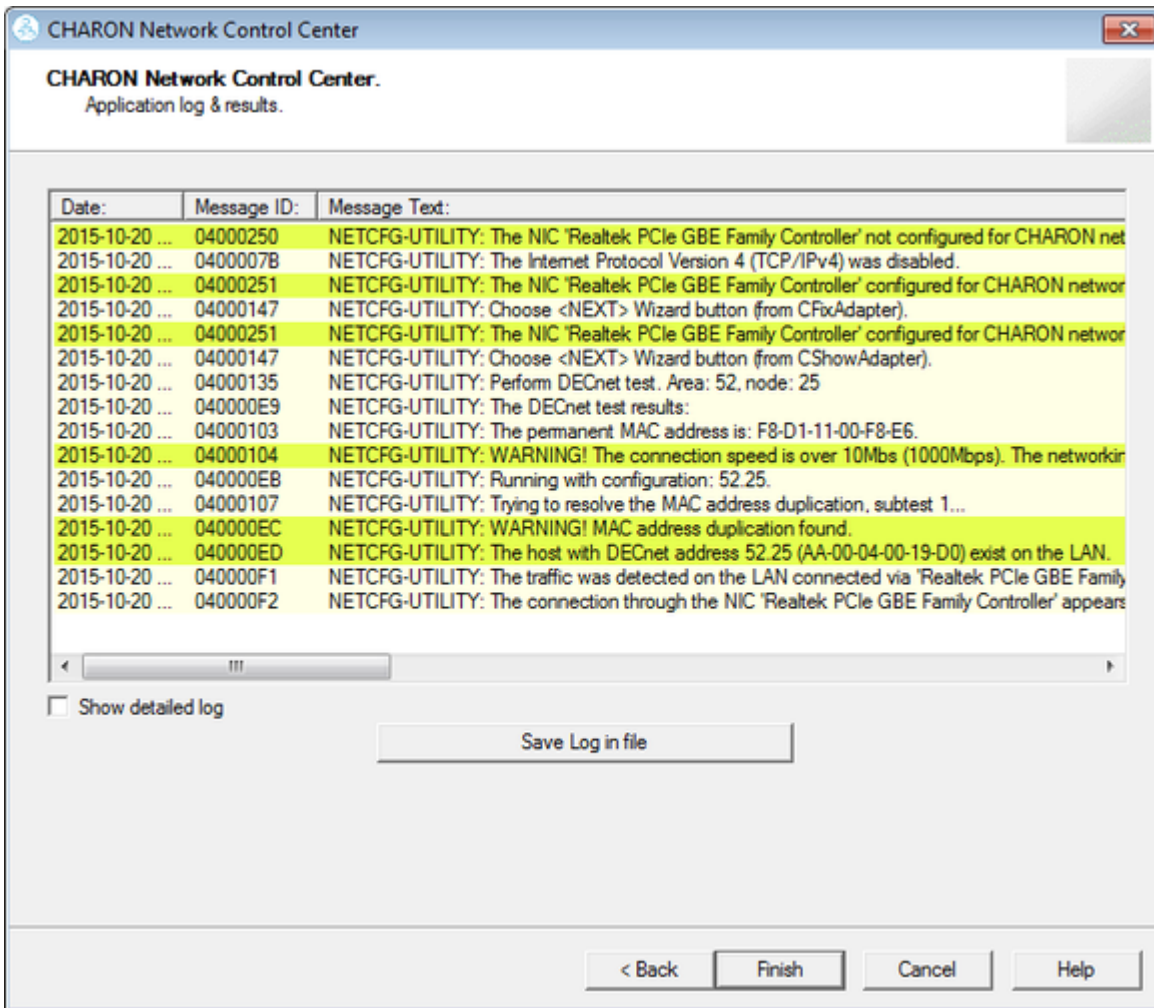 CHARON Network Control Center
CHARON Network Control Center.
Application log & results.
Date: Message ID: Message Text:
2015-10-20 ... 04000250 NETCFG-UTILITY: The NIC 'Realtek PCIe GBE Family Controller' not configured for CHARON net
2015-10-20 ... 0400007B NETCFG-UTILITY: The Internet Protocol Version 4 (TCP/IPv4) was disabled.
2015-10-20 ... 04000251 NETCFG-UTILITY: The NIC 'Realtek PCIe GBE Family Controller' configured for CHARON networ
2015-10-20 ... 04000147 NETCFG-UTILITY: Choose <NEXT> Wizard button (from CFixAdapter).
2015-10-20 ... 04000251 NETCFG-UTILITY: The NIC 'Realtek PCIe GBE Family Controller' configured for CHARON networ
2015-10-20 ... 04000147 NETCFG-UTILITY: Choose <NEXT> Wizard button (from CShowAdapter).
2015-10-20 ... 04000135 NETCFG-UTILITY: Perform DECnet test. Area: 52, node: 25
2015-10-20 ... 040000E9 NETCFG-UTILITY: The DECnet test results:
2015-10-20 ... 04000103 NETCFG-UTILITY: The permanent MAC address is: F8-D1-11-00-F8-E6.
2015-10-20 ... 04000104 NETCFG-UTILITY: WARNING! The connection speed is over 10Mbs (1000Mbps). The networkin
2015-10-20 ... 040000EB NETCFG-UTILITY: Running with configuration: 52.25.
2015-10-20 ... 04000107 NETCFG-UTILITY: Trying to resolve the MAC address duplication, subtest 1...
2015-10-20 ... 040000EC NETCFG-UTILITY: WARNING! MAC address duplication found.
2015-10-20 ... 040000ED NETCFG-UTILITY: The host with DECnet address 52.25 (AA-00-04-00-19-D0) exist on the LAN.
2015-10-20 ... 040000F1 NETCFG-UTILITY: The traffic was detected on the LAN connected via 'Realtek PCIe GBE Family
2015-10-20 ... 040000F2 NETCFG-UTILITY: The connection through the NIC 'Realtek PCIe GBE Family Controller' appears
Show detailed log
Save Log in file
< Back Finish Cancel Help